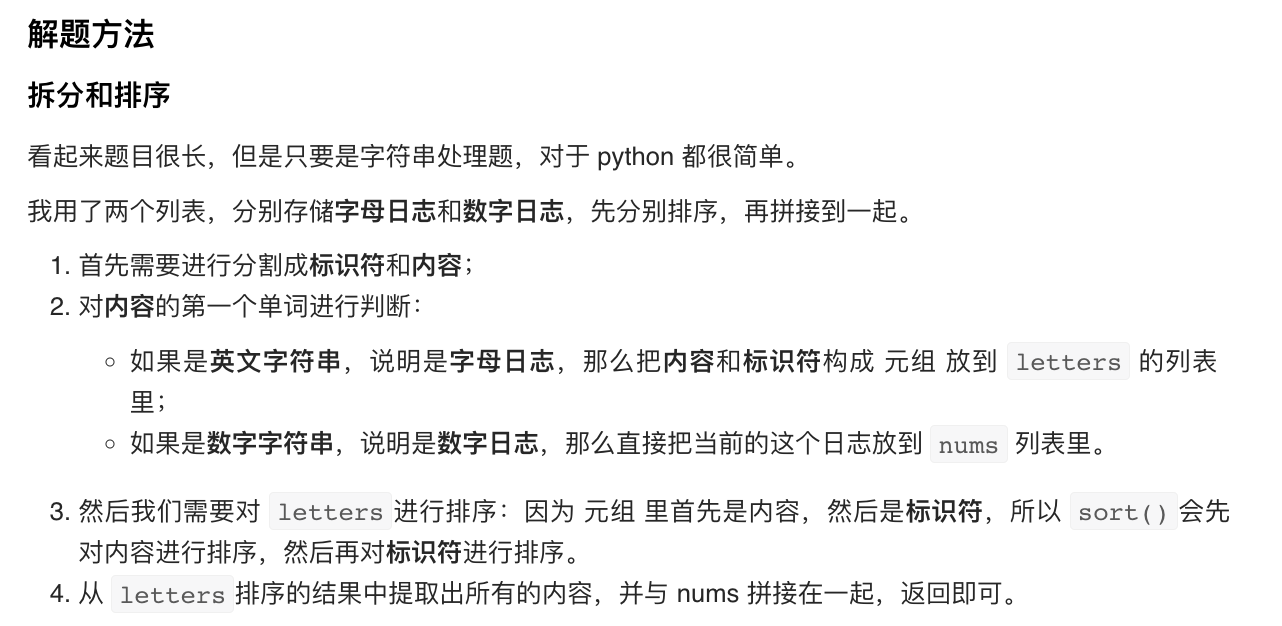 解题方法
拆分和排序
看起来题目很长，但是只要是字符串处理题，对于 python 都很简单。
我用了两个列表，分别存储字母日志和数字日志，先分别排序，再拼接到一起。
1. 首先需要进行分割成标识符和内容；
2. 对内容的第一个单词进行判断：
○ 如果是英文字符串，说明是字母日志，那么把内容和标识符构成 元组 放到 letters 的列表
里；
○ 如果是数字字符串，说明是数字日志，那么直接把当前的这个日志放到 nums 列表里。
3. 然后我们需要对 letters 进行排序：因为 元组 里首先是内容，然后是标识符，所以 sort() 会先
对内容进行排序，然后再对标识符进行排序。
4. 从 letters 排序的结果中提取出所有的内容，并与 nums 拼接在一起，返回即可。